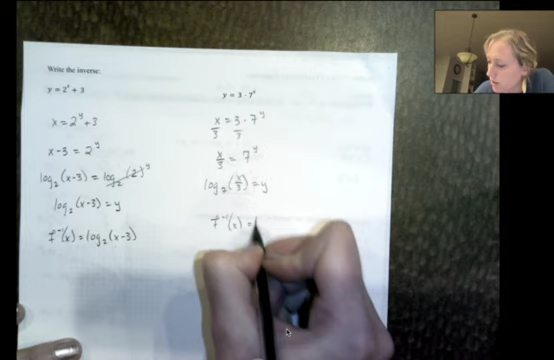 Write the inverse:
y = 2ˣ + 3
x = 2ʸ + 3
x - 3 = 2ʸ
log₂(x-3) = log₂(2)ʸ
log₂(x-3) = y
f⁻¹(x) = log₂(x-3)
y = 3 · 7ˣ
x/3 = 3/3 · 7ʸ
x/3 = 7ʸ
log₇(x/3) = y
f⁻¹(x) =